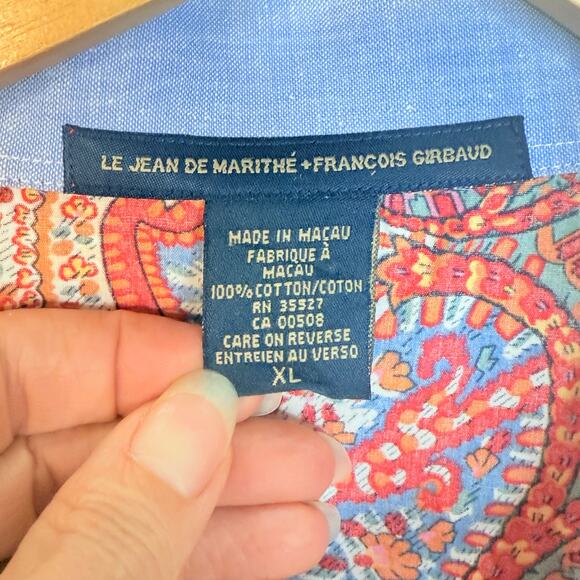 LE JEAN DE MARITHÉ + FRANÇOIS GIRBAUD
MADE IN MACAU
FABRIQUE À
MACAU
100% COTTON/COTON
RN 35527
CA 00508
CARE ON REVERSE
ENTREIEN AU VERSO
XL